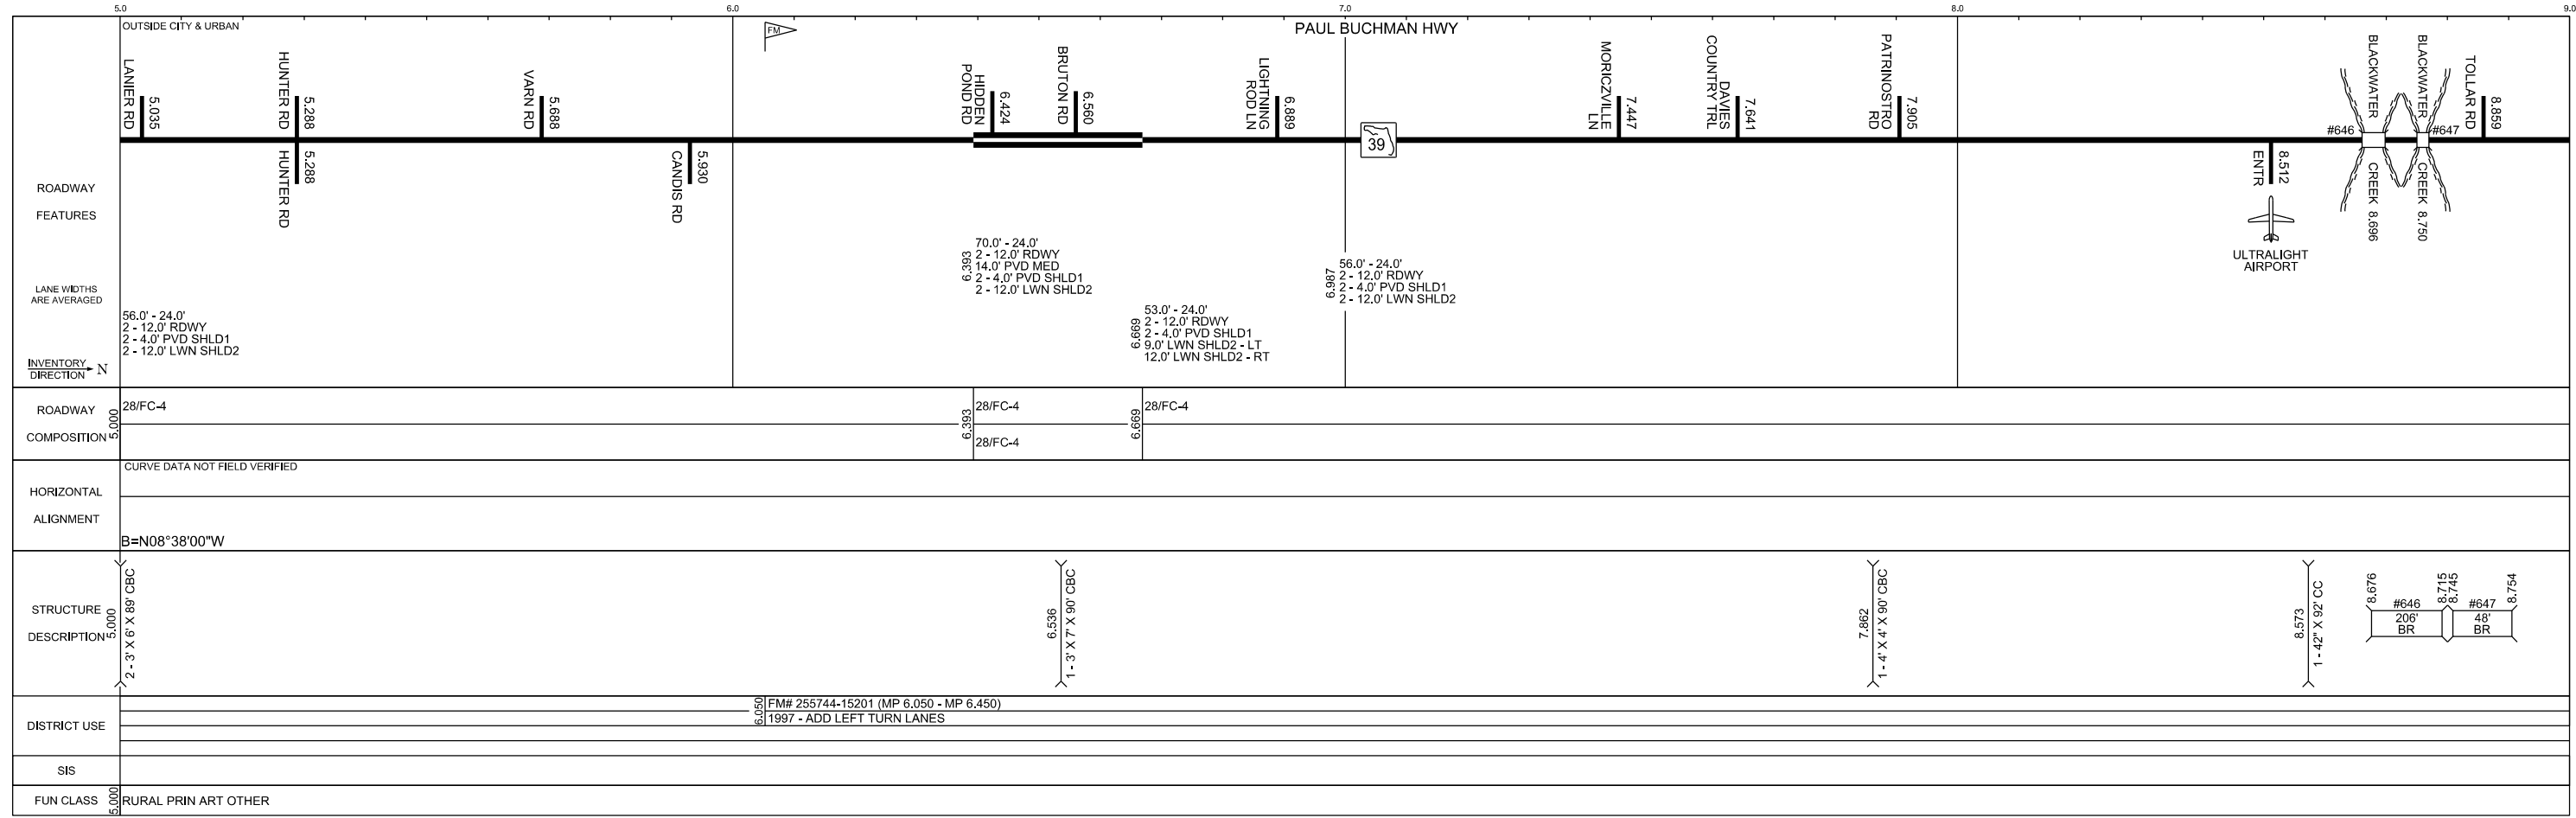 5.0
6.0
7.0
8.0
9.0
OUTSIDE CITY & URBAN
FM
PAUL BUCHMAN HWY
LANIER RD
5.035
HUNTER RD
5.288
HUNTER RD
5.288
VARN RD
5.688
CANDIS RD
5.930
HIDDEN
POND RD
6.424
BRUTON RD
6.560
LIGHTNING
ROD LN
6.889
39
MORICZVILLE
LN
7.447
DAVIES
COUNTRY TRL
7.641
PATRINOSTRO
RD
7.905
ENTR
8.512
ULTRALIGHT
AIRPORT
BLACKWATER
#646
CREEK 8.696
BLACKWATER
#647
CREEK 8.750
TOLLAR RD
8.859
ROADWAY
FEATURES
LANE WIDTHS
ARE AVERAGED
INVENTORY
DIRECTION
N
56.0' - 24.0'
2 - 12.0' RDWY
2 - 4.0' PVD SHLD1
2 - 12.0' LWN SHLD2
6.393
70.0' - 24.0'
2 - 12.0' RDWY
14.0' PVD MED
2 - 4.0' PVD SHLD1
2 - 12.0' LWN SHLD2
6.669
53.0' - 24.0'
2 - 12.0' RDWY
2 - 4.0' PVD SHLD1
9.0' LWN SHLD2 - LT
12.0' LWN SHLD2 - RT
6.987
56.0' - 24.0'
2 - 12.0' RDWY
2 - 4.0' PVD SHLD1
2 - 12.0' LWN SHLD2
ROADWAY
COMPOSITION
5.000
28/FC-4
6.393
28/FC-4
28/FC-4
6.669
28/FC-4
HORIZONTAL
ALIGNMENT
CURVE DATA NOT FIELD VERIFIED
B=N08°38'00"W
STRUCTURE
DESCRIPTION
5.000
2 - 3' X 6' X 89' CBC
6.536
1 - 3' X 7' X 90' CBC
7.862
1 - 4' X 4' X 90' CBC
8.573
1 - 42" X 92' CC
8.676
#646
206'
BR
8.715
8.745
#647
48'
BR
8.754
DISTRICT USE
6.050
FM# 255744-15201 (MP 6.050 - MP 6.450)
1997 - ADD LEFT TURN LANES
SIS
FUN CLASS
5.000
RURAL PRIN ART OTHER